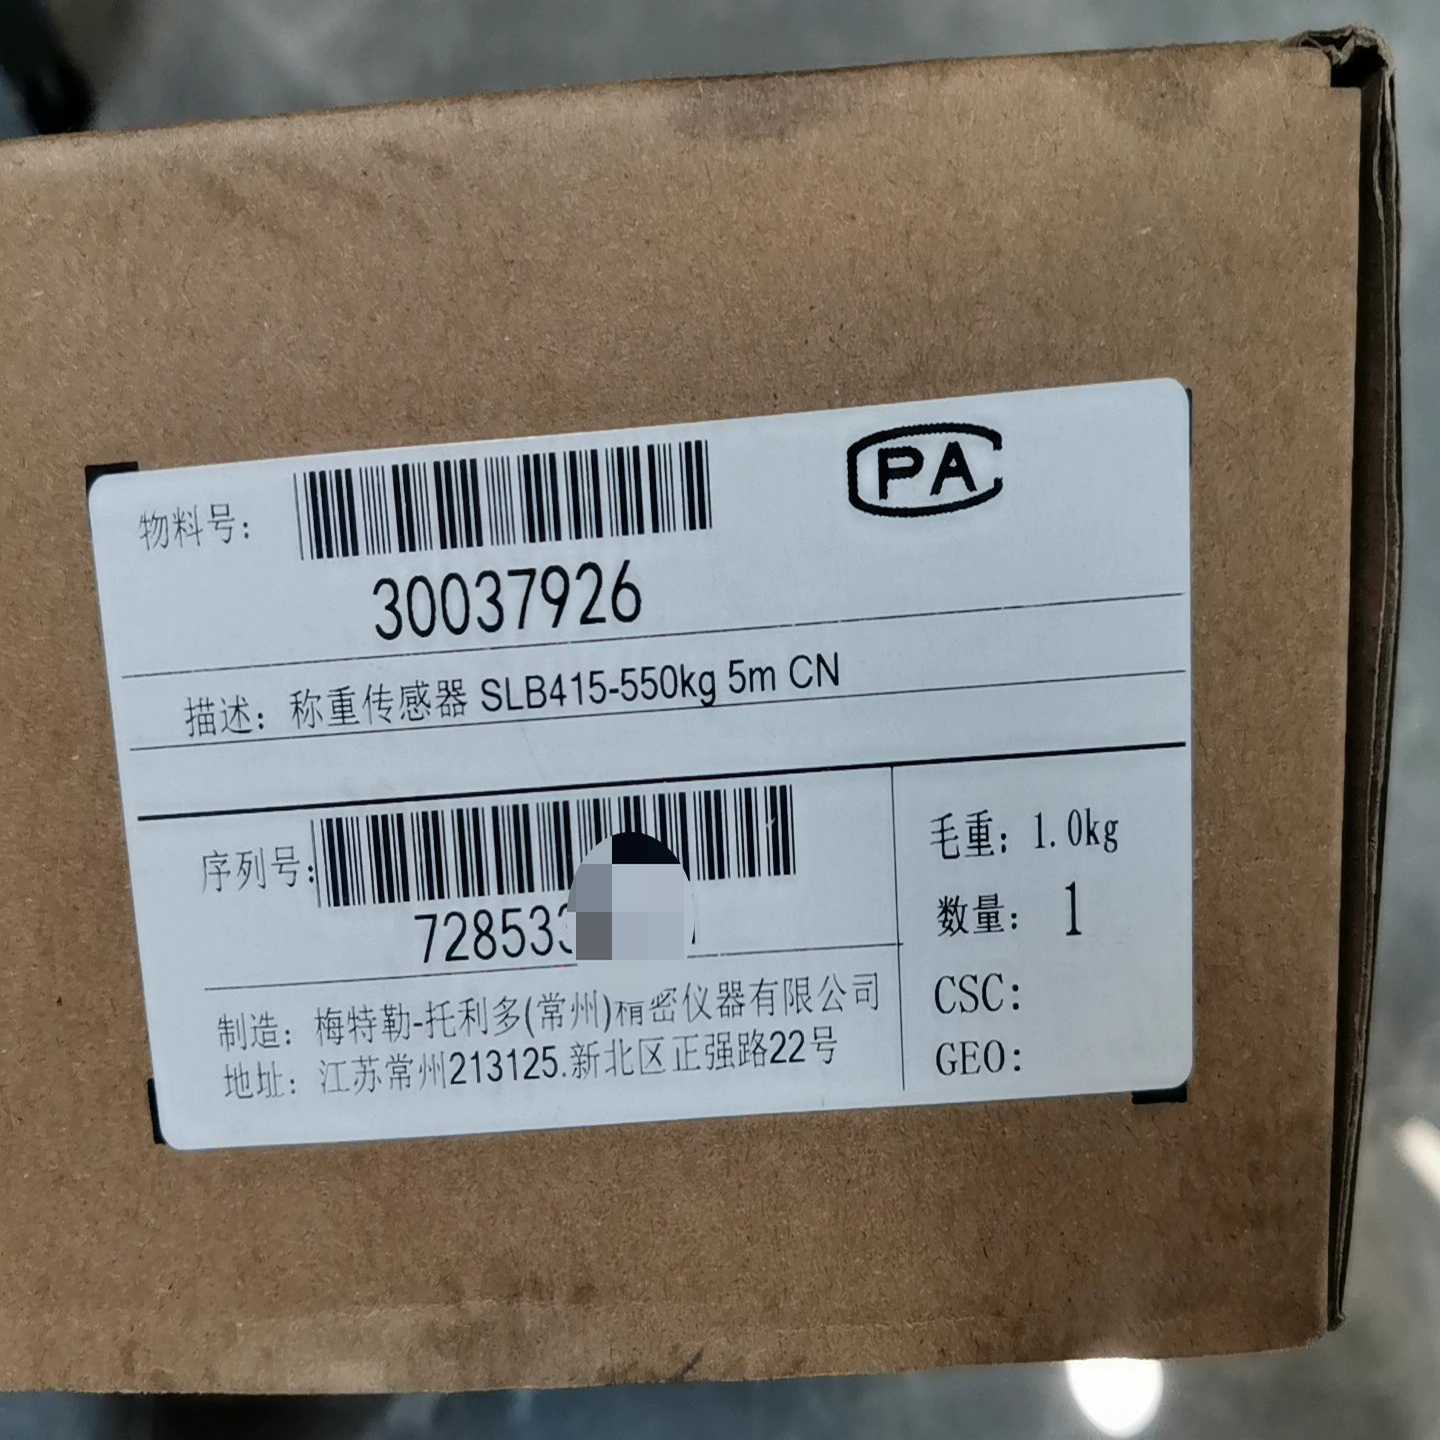 物料号:
PA
30037926
描述: 称重传感器 SLB415-550kg 5m CN
序列号:
72853
毛重: 1.0kg
数量: 1
制造: 梅特勒-托利多(常州)精密仪器有限公司
地址: 江苏常州213125.新北区正强路22号
CSC:
GEO: